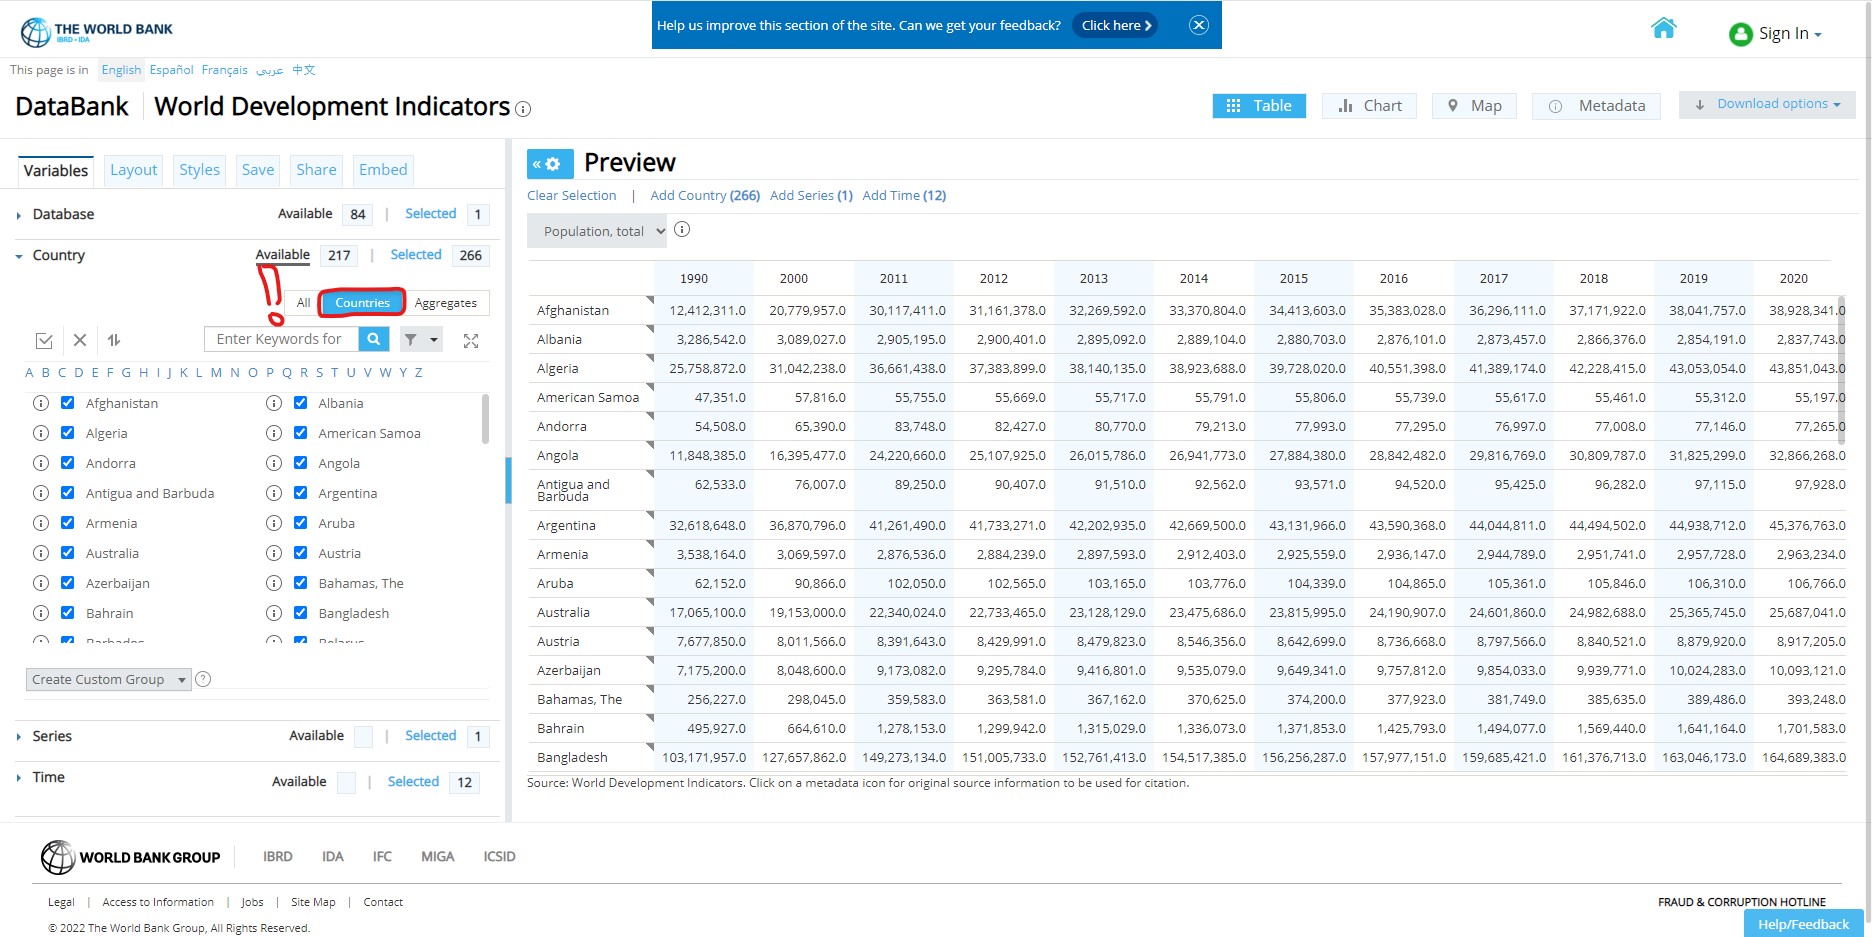 THE WORLD BANK
IBRD • IDA
Help us improve this section of the site. Can we get your feedback? Click here
Sign In
This page is in English Español Français عربي 中文
DataBank World Development Indicators
Table Chart Map Metadata Download options
Variables Layout Styles Save Share Embed
Database Available 84 | Selected 1
Country Available 217 | Selected 266
!
All Countries Aggregates
Enter Keywords for
A B C D E F G H I J K L M N O P Q R S T U V W Y Z
Afghanistan Albania
Algeria American Samoa
Andorra Angola
Antigua and Barbuda Argentina
Armenia Aruba
Australia Austria
Azerbaijan Bahamas, The
Bahrain Bangladesh
Barbados Belarus
Create Custom Group
Series Available | Selected 1
Time Available | Selected 12
Preview
Clear Selection | Add Country (266) Add Series (1) Add Time (12)
Population, total
1990 2000 2011 2012 2013 2014 2015 2016 2017 2018 2019 2020
Afghanistan 12,412,311.0 20,779,957.0 30,117,411.0 31,161,378.0 32,269,592.0 33,370,804.0 34,413,603.0 35,383,028.0 36,296,111.0 37,171,922.0 38,041,757.0 38,928,341.0
Albania 3,286,542.0 3,089,027.0 2,905,195.0 2,900,401.0 2,895,092.0 2,889,104.0 2,880,703.0 2,876,101.0 2,873,457.0 2,866,376.0 2,854,191.0 2,837,743.0
Algeria 25,758,872.0 31,042,238.0 36,661,438.0 37,383,899.0 38,140,135.0 38,923,688.0 39,728,020.0 40,551,398.0 41,389,174.0 42,228,415.0 43,053,054.0 43,851,043.0
American Samoa 47,351.0 57,816.0 55,755.0 55,669.0 55,717.0 55,791.0 55,806.0 55,739.0 55,617.0 55,461.0 55,312.0 55,197.0
Andorra 54,508.0 65,390.0 83,748.0 82,427.0 80,770.0 79,213.0 77,993.0 77,295.0 76,997.0 77,008.0 77,146.0 77,265.0
Angola 11,848,385.0 16,395,477.0 24,220,660.0 25,107,925.0 26,015,786.0 26,941,773.0 27,884,380.0 28,842,482.0 29,816,769.0 30,809,787.0 31,825,299.0 32,866,268.0
Antigua and Barbuda 62,533.0 76,007.0 89,250.0 90,407.0 91,510.0 92,562.0 93,571.0 94,520.0 95,425.0 96,282.0 97,115.0 97,928.0
Argentina 32,618,648.0 36,870,796.0 41,261,490.0 41,733,271.0 42,202,935.0 42,669,500.0 43,131,966.0 43,590,368.0 44,044,811.0 44,494,502.0 44,938,712.0 45,376,763.0
Armenia 3,538,164.0 3,069,597.0 2,876,536.0 2,884,239.0 2,897,593.0 2,912,403.0 2,925,559.0 2,936,147.0 2,944,789.0 2,951,741.0 2,957,728.0 2,963,234.0
Aruba 62,152.0 90,866.0 102,050.0 102,565.0 103,165.0 103,776.0 104,339.0 104,865.0 105,361.0 105,846.0 106,310.0 106,766.0
Australia 17,065,100.0 19,153,000.0 22,340,024.0 22,733,465.0 23,128,129.0 23,475,686.0 23,815,995.0 24,190,907.0 24,601,860.0 24,982,688.0 25,365,745.0 25,687,041.0
Austria 7,677,850.0 8,011,566.0 8,391,643.0 8,429,991.0 8,479,823.0 8,546,356.0 8,642,699.0 8,736,668.0 8,797,566.0 8,840,521.0 8,879,920.0 8,917,205.0
Azerbaijan 7,175,200.0 8,048,600.0 9,173,082.0 9,295,784.0 9,416,801.0 9,535,079.0 9,649,341.0 9,757,812.0 9,854,033.0 9,939,771.0 10,024,283.0 10,093,121.0
Bahamas, The 256,227.0 298,045.0 359,583.0 363,581.0 367,162.0 370,625.0 374,200.0 377,923.0 381,749.0 385,635.0 389,486.0 393,248.0
Bahrain 495,927.0 664,610.0 1,278,153.0 1,299,942.0 1,315,029.0 1,336,073.0 1,371,853.0 1,425,793.0 1,494,077.0 1,569,440.0 1,641,164.0 1,701,583.0
Bangladesh 103,171,957.0 127,657,862.0 149,273,134.0 151,005,733.0 152,761,413.0 154,517,385.0 156,256,287.0 157,977,151.0 159,685,421.0 161,376,713.0 163,046,173.0 164,689,383.0
Source: World Development Indicators. Click on a metadata icon for original source information to be used for citation.
WORLD BANK GROUP IBRD IDA IFC MIGA ICSID
Legal | Access to Information | Jobs | Site Map | Contact
FRAUD & CORRUPTION HOTLINE
© 2022 The World Bank Group, All Rights Reserved.
Help/Feedback